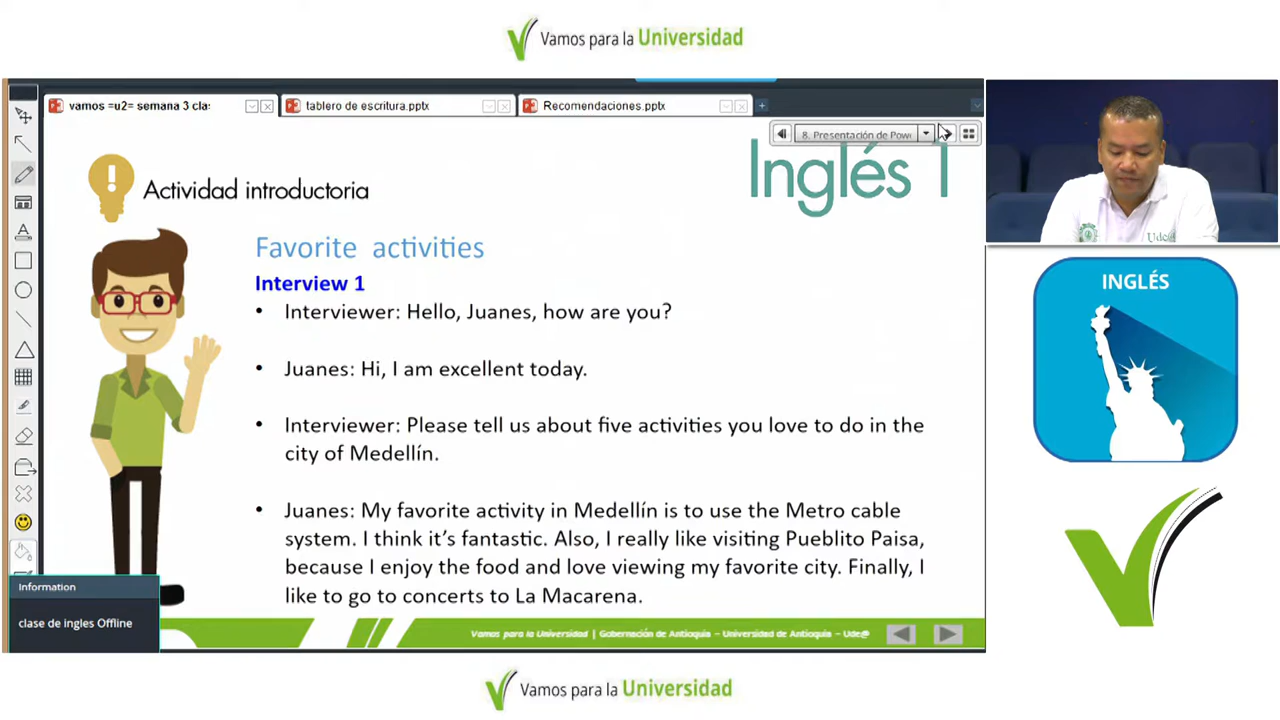 Vamos para la Universidad
vamos =u2= semana 3 cla:
tablero de escritura.pptx
Recomendaciones.pptx
8. Presentación de Powe
Inglés 1
Actividad introductoria
Favorite activities
Interview 1
• Interviewer: Hello, Juanes, how are you?
• Juanes: Hi, I am excellent today.
• Interviewer: Please tell us about five activities you love to do in the
city of Medellín.
• Juanes: My favorite activity in Medellín is to use the Metro cable
system. I think it's fantastic. Also, I really like visiting Pueblito Paisa,
because I enjoy the food and love viewing my favorite city. Finally, I
like to go to concerts to La Macarena.
Information
clase de ingles Offline
Vamos para la Universidad | Gobernación de Antioquia – Universidad de Antioquia – Ude@
INGLÉS
Vamos para la Universidad